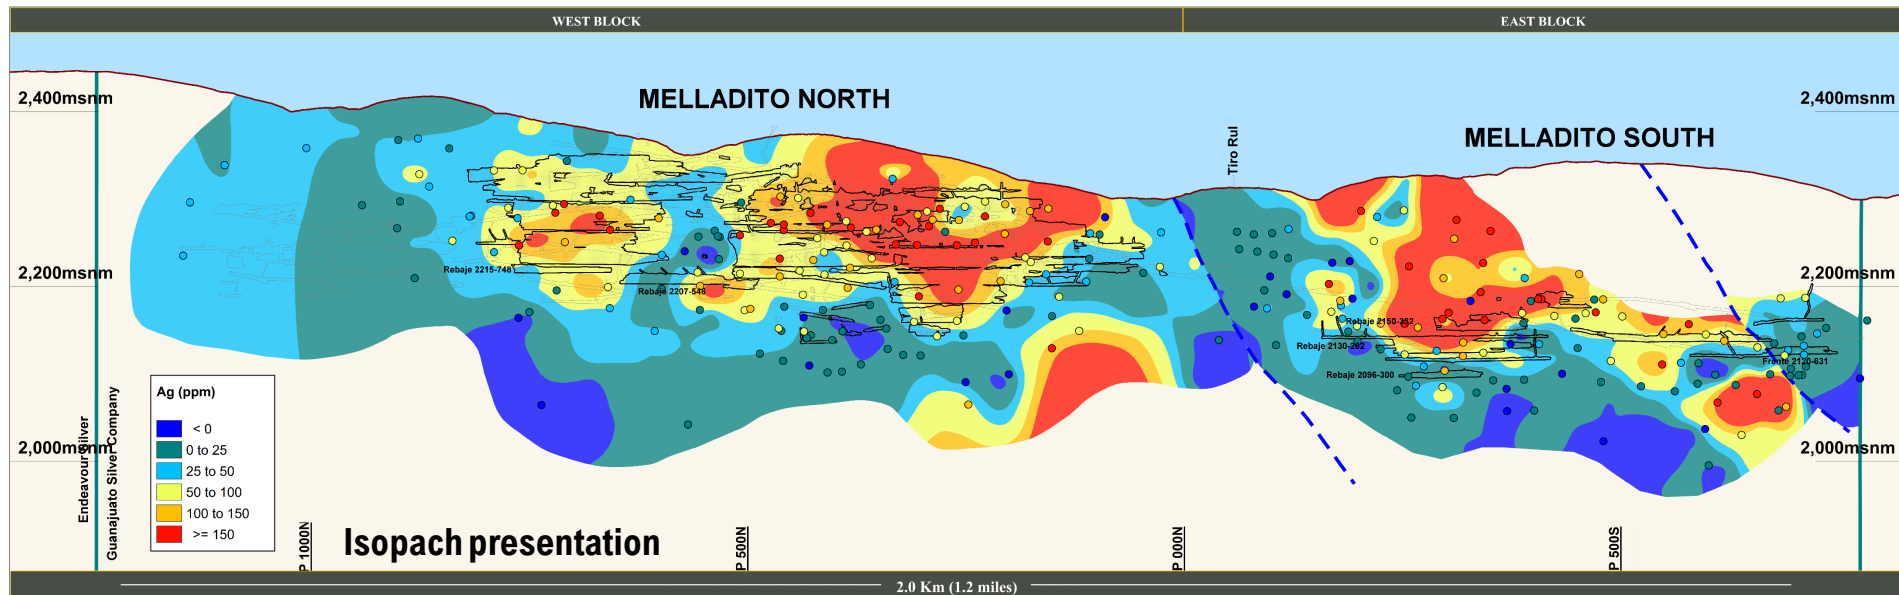 WEST BLOCK
EAST BLOCK
MELLADITO NORTH
MELLADITO SOUTH
2,400msnm
2,400msnm
Tiro Rul
2,200msnm
2,200msnm
Rebaje 2215-748
Rebaje 2207-546
Rebaje 2150-282
Rebaje 2130-262
Rebaje 2096-300
Frente 2120-631
2,000msnm
2,000msnm
Endeavour silver
Guanajuato Silver Company
Ag (ppm)
< 0
0 to 25
25 to 50
50 to 100
100 to 150
>= 150
P 1000N
P 500N
P 000N
P 500S
Isopach presentation
2.0 Km (1.2 miles)